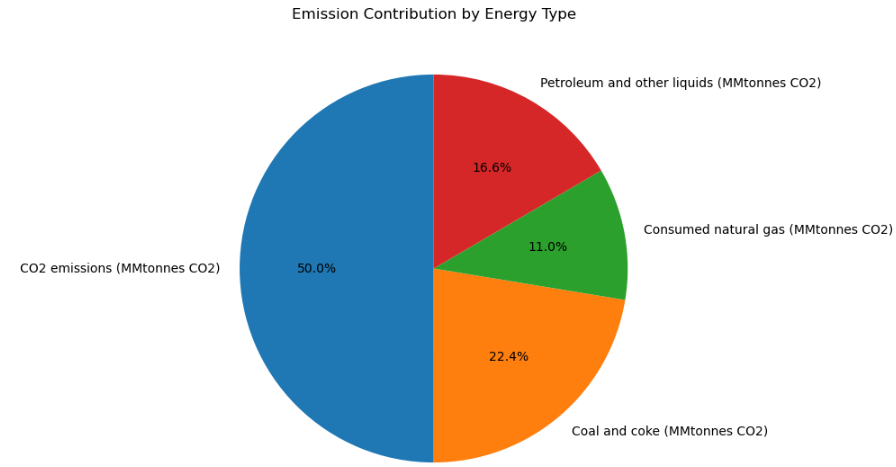 Emission Contribution by Energy Type
Petroleum and other liquids (MMtonnes CO2)
16.6%
Consumed natural gas (MMtonnes CO2)
11.0%
CO2 emissions (MMtonnes CO2)
50.0%
22.4%
Coal and coke (MMtonnes CO2)